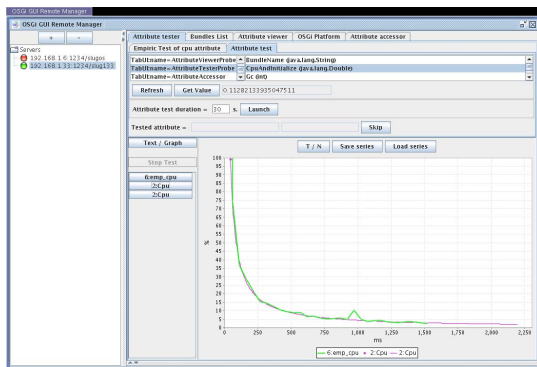 OSGi GUI Remote Manager
OSGi GUI Remote Manager
+ -
Servers
192.168.1.6:1234/slugos
192.168.1.33:1234/slug133
Attribute tester Bundles List Attribute viewer OSGi Platform Attribute accessor
Empiric Test of cpu attribute Attribute test
TabUEname=AttributeViewerProbe BundleName (java.lang.String)
TabUEname=AttributeTesterProbe CpuAndInitialize (java.lang.Double)
TabUEname=AttributeAccessor Gc (int)
Refresh Get Value 0.11282133935047511
Attribute test duration = 30 s. Launch
Tested attribute = Skip
Text / Graph T / N Save series Load series
Stop Test
6:emp_cpu
2:Cpu
2:Cpu
100
95
90
85
80
75
70
65
60
55
50
45
40
35
30
25
20
15
10
5
0
%
0 250 500 750 1,000 1,250 1,500 1,750 2,000 2,250
ms
6:emp_cpu 2:Cpu 2:Cpu